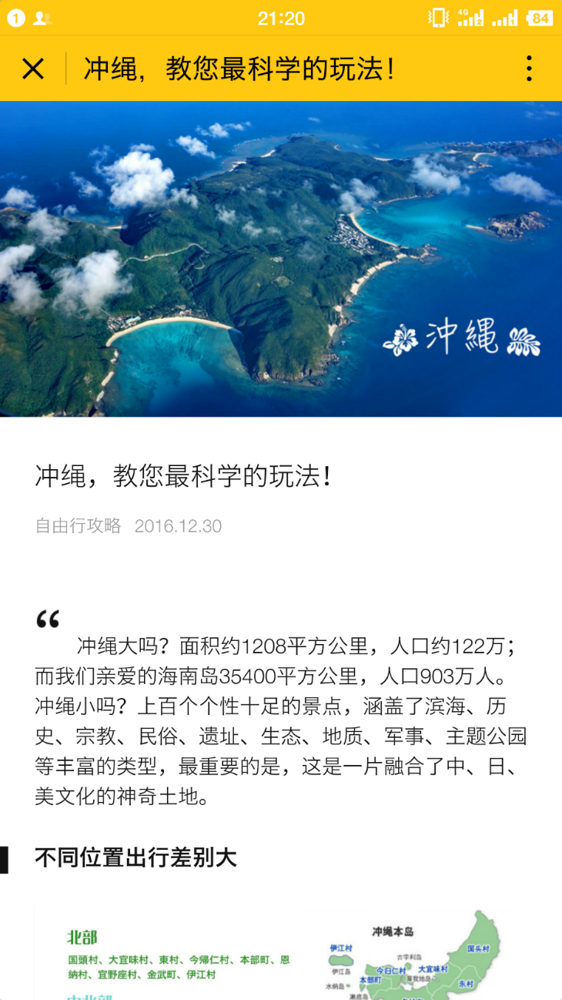 1
21:20
4G
2
84
冲绳，教您最科学的玩法！
沖縄
冲绳，教您最科学的玩法！
自由行攻略 2016.12.30
“
冲绳大吗？面积约1208平方公里，人口约122万；
而我们亲爱的海南岛35400平方公里，人口903万人。
冲绳小吗？上百个个性十足的景点，涵盖了滨海、历
史、宗教、民俗、遗址、生态、地质、军事、主题公园
等丰富的类型，最重要的是，这是一片融合了中、日、
美文化的神奇土地。
不同位置出行差别大
北部
国頭村、大宜味村、東村、今帰仁村、本部町、恩
納村、宜野座村、金武町、伊江村
中北部
冲绳本岛
伊江村
国头村
古宇利岛
伊江岛
今归仁村
大宜味村
屋我地岛
水纳岛
本部町
东村
濑底岛